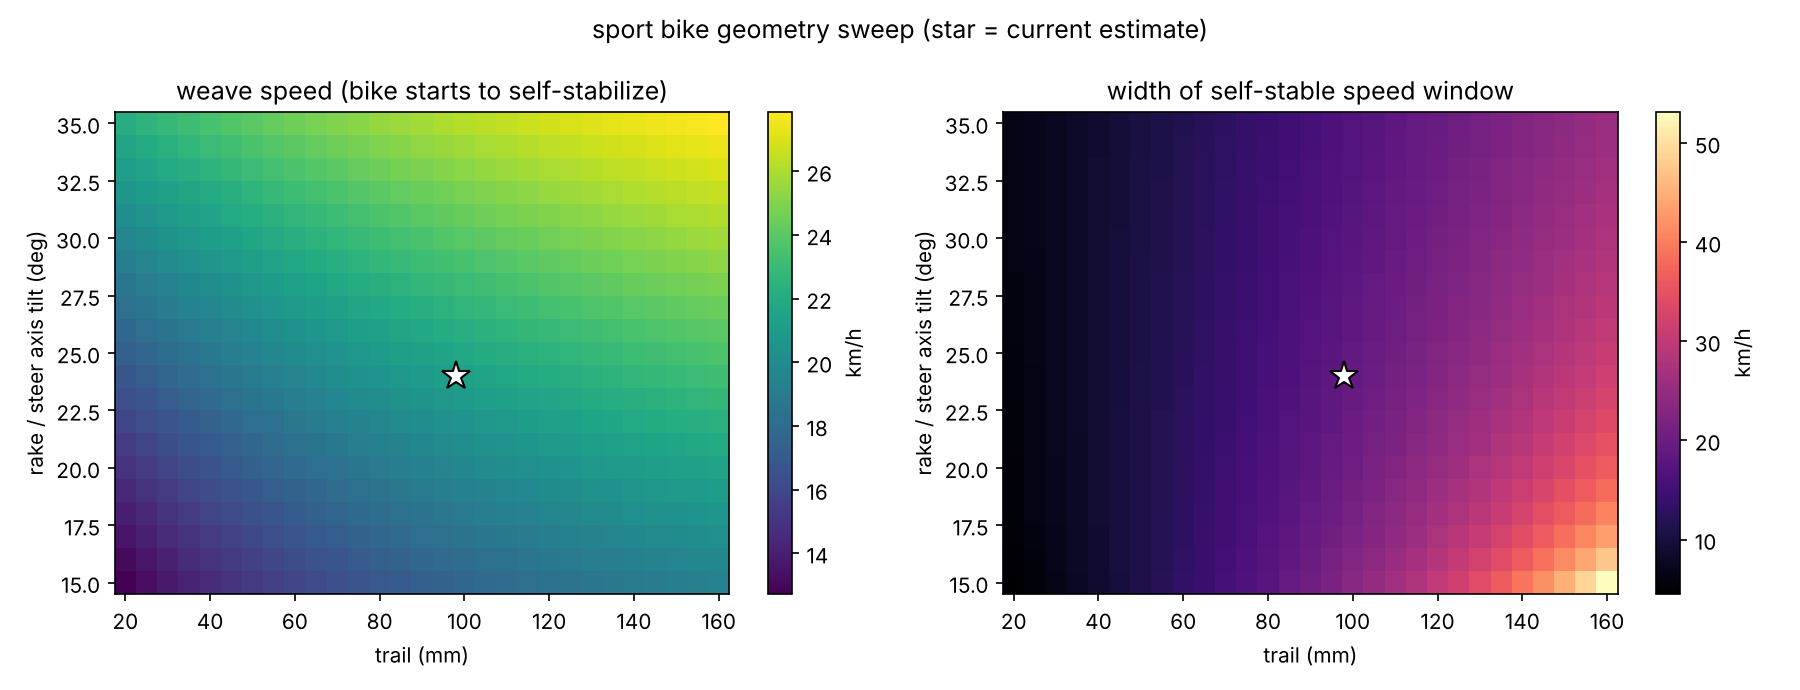 sport bike geometry sweep (star = current estimate)
weave speed (bike starts to self-stabilize)
rake / steer axis tilt (deg)
35.0
32.5
30.0
27.5
25.0
22.5
20.0
17.5
15.0
20 40 60 80 100 120 140 160
trail (mm)
26
24
22
20
18
16
14
km/h
width of self-stable speed window
rake / steer axis tilt (deg)
35.0
32.5
30.0
27.5
25.0
22.5
20.0
17.5
15.0
20 40 60 80 100 120 140 160
trail (mm)
50
40
30
20
10
km/h